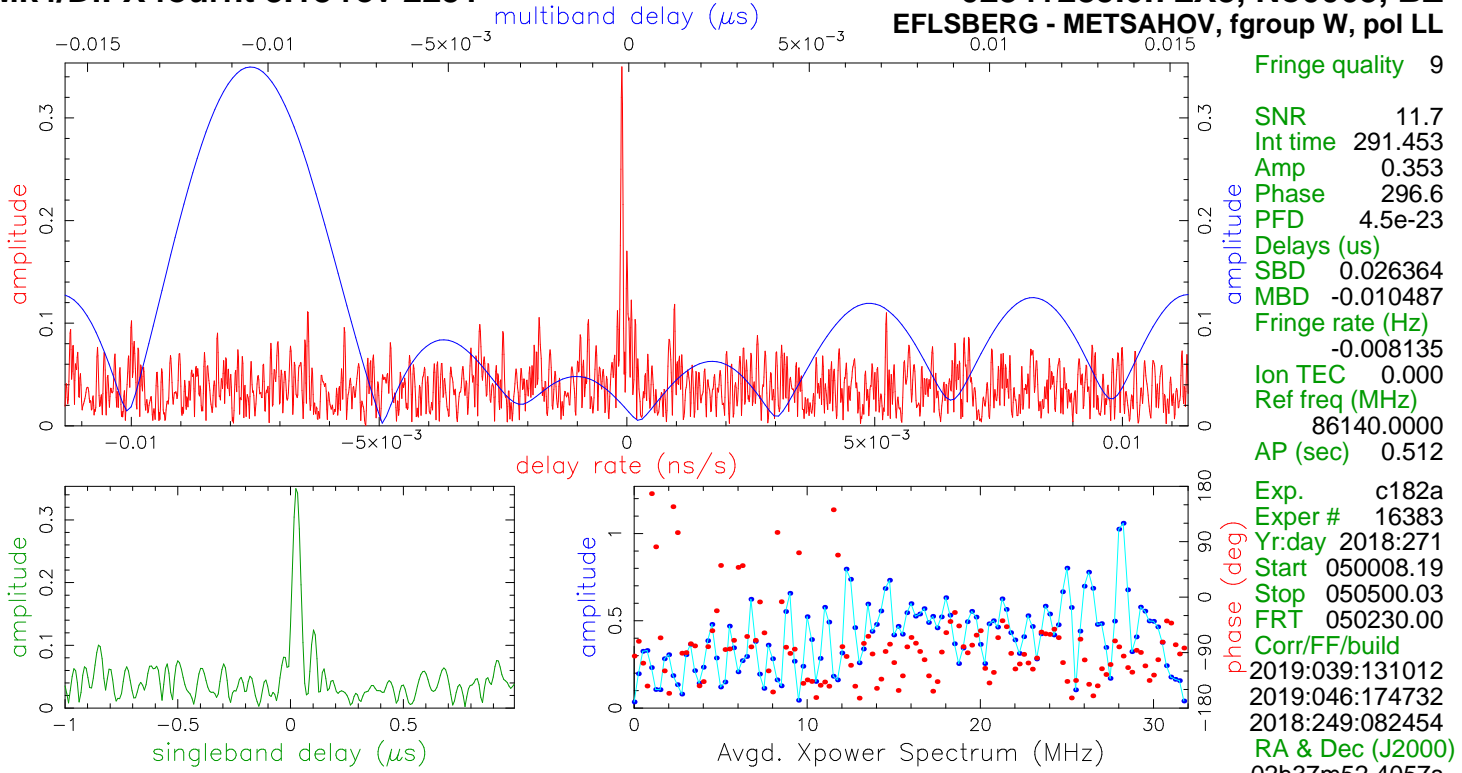 multiband delay (μs)
EFLSBERG - METSAHOV, fgroup W, pol LL
−0.015 −0.01 −5×10⁻³ 0 5×10⁻³ 0.01 0.015
amplitude
0 0.1 0.2 0.3
amplitude
0 0.1 0.2 0.3
−0.01 −5×10⁻³ 0 5×10⁻³ 0.01
delay rate (ns/s)
Fringe quality 9
SNR 11.7
Int time 291.453
Amp 0.353
Phase 296.6
PFD 4.5e-23
Delays (us)
SBD 0.026364
MBD -0.010487
Fringe rate (Hz)
-0.008135
Ion TEC 0.000
Ref freq (MHz)
86140.0000
AP (sec) 0.512
Exp. c182a
Exper # 16383
Yr:day 2018:271
Start 050008.19
Stop 050500.03
FRT 050230.00
Corr/FF/build
2019:039:131012
2019:046:174732
2018:249:082454
RA & Dec (J2000)
amplitude
0 0.1 0.2 0.3
−1 −0.5 0 0.5
singleband delay (μs)
amplitude
0 0.5 1
phase (deg)
−180 −90 0 90 180
0 10 20 30
Avgd. Xpower Spectrum (MHz)